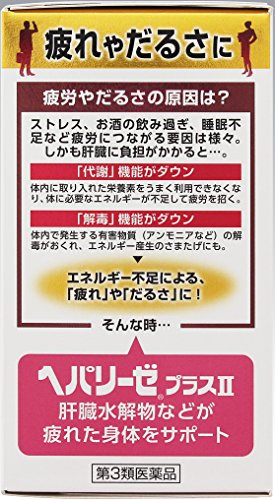 疲れやだるさに
疲労やだるさの原因は？
ストレス、お酒の飲み過ぎ、睡眠不
足など疲労につながる要因は様々。
しかも肝臓に負担がかかると…。
「代謝」機能がダウン
体内に取り入れた栄養素をうまく利用できなくな
り、体に必要なエネルギーが不足して疲労を招く。
「解毒」機能がダウン
体内で発生する有害物質（アンモニアなど）の解
毒がおくれ、エネルギー産生のさまたげにも。
エネルギー不足による、
「疲れ」や「だるさ」に！
そんな時…
ヘパリーゼ®プラスⅡ
肝臓水解物などが
疲れた身体をサポート
第3類医薬品